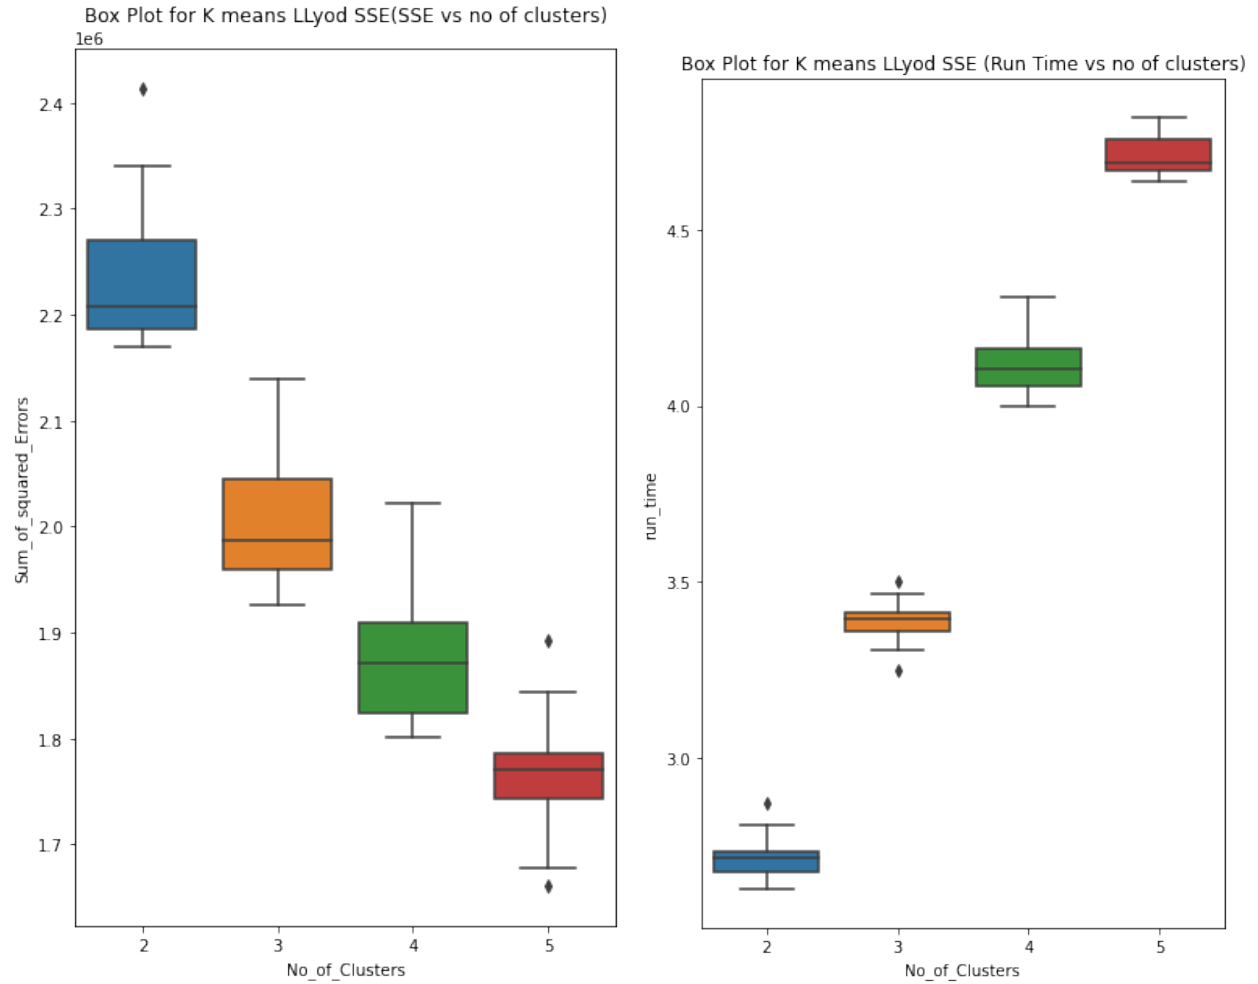 Box Plot for K means LLyod SSE(SSE vs no of clusters)
1e6
2.4
2.3
2.2
2.1
2.0
1.9
1.8
1.7
Sum_of_squared_Errors
2 3 4 5
No_of_Clusters
Box Plot for K means LLyod SSE (Run Time vs no of clusters)
4.5
4.0
3.5
3.0
run_time
2 3 4 5
No_of_Clusters